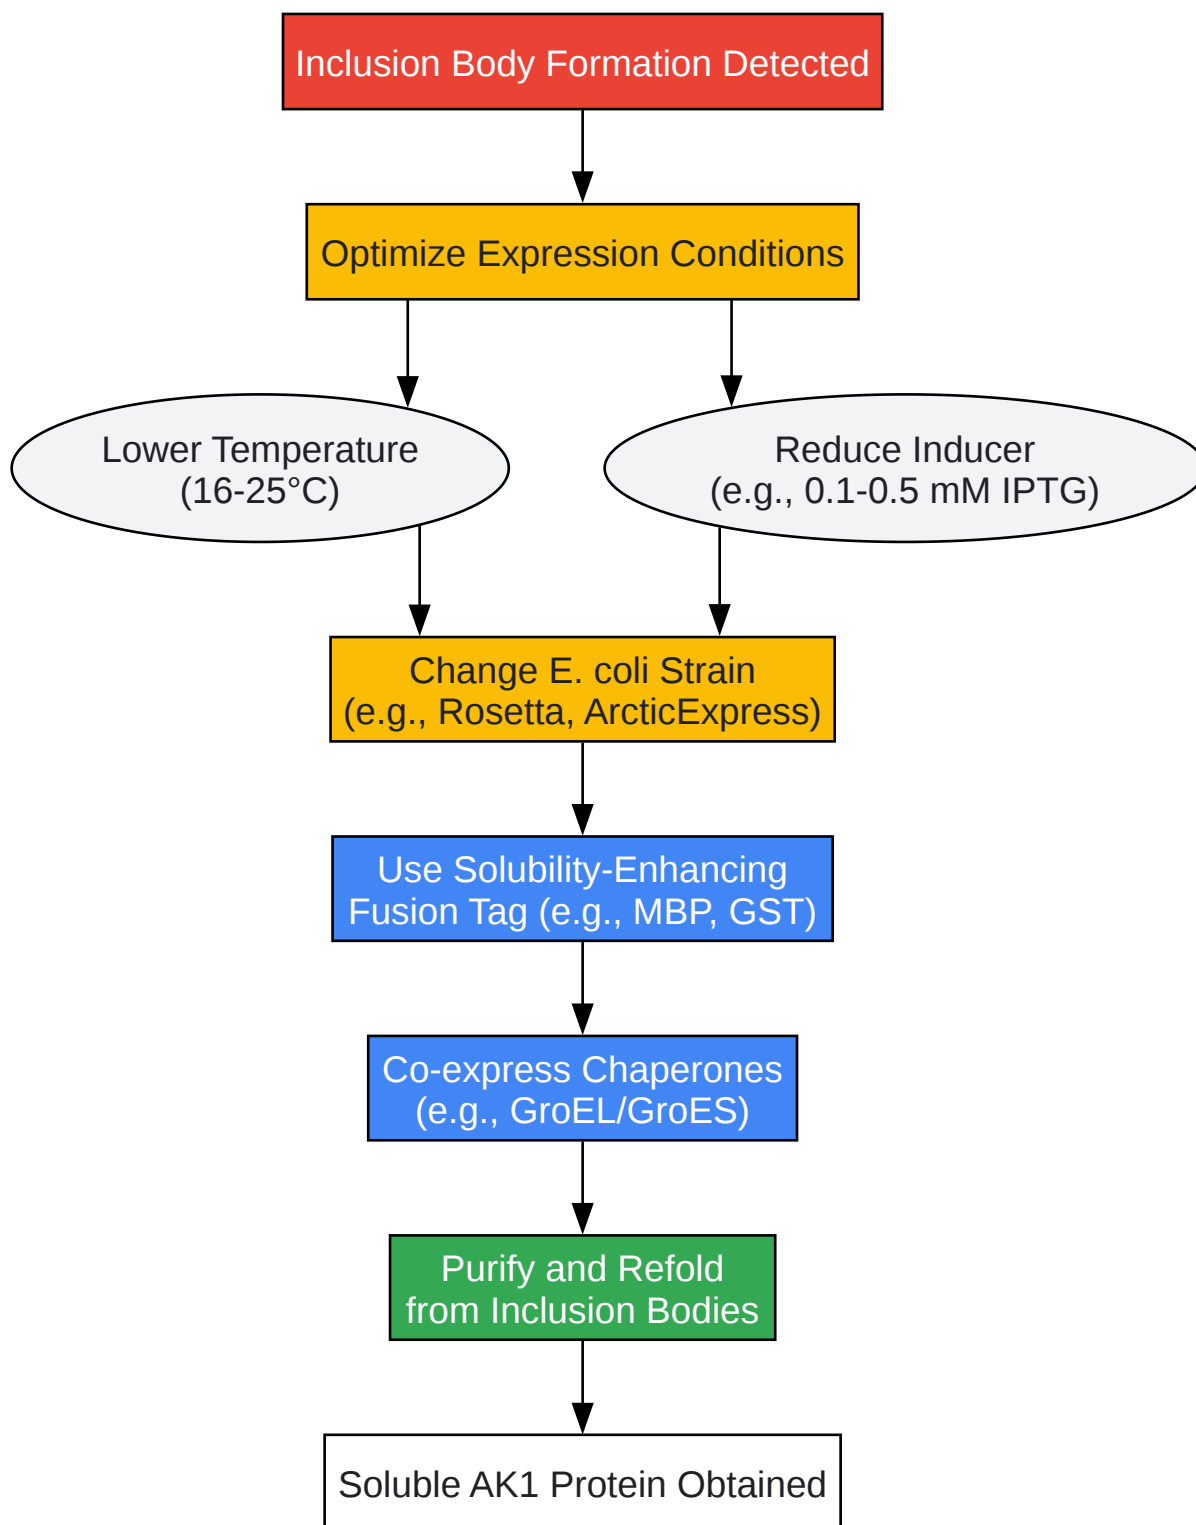 Inclusion Body Formation Detected
Optimize Expression Conditions
Lower Temperature
(16-25°C)
Reduce Inducer
(e.g., 0.1-0.5 mM IPTG)
Change E. coli Strain
(e.g., Rosetta, ArcticExpress)
Use Solubility-Enhancing
Fusion Tag (e.g., MBP, GST)
Co-express Chaperones
(e.g., GroEL/GroES)
Purify and Refold
from Inclusion Bodies
Soluble AK1 Protein Obtained